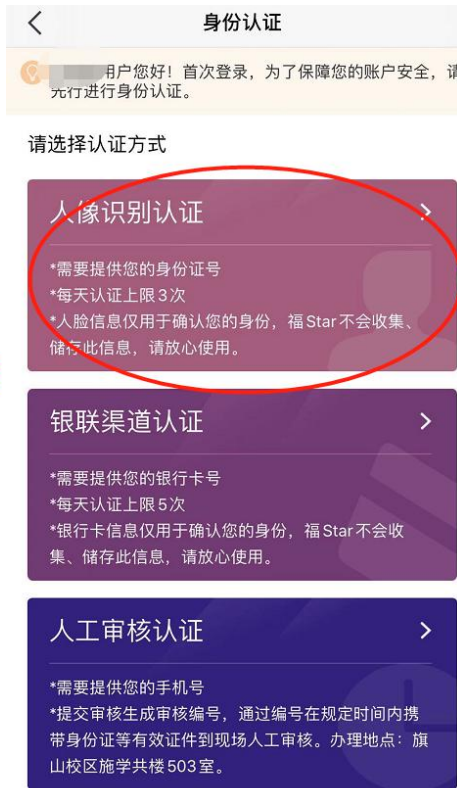 身份认证
用户您好！首次登录，为了保障您的账户安全，请
先行进行身份认证。
请选择认证方式
人像识别认证
*需要提供您的身份证号
*每天认证上限3次
*人脸信息仅用于确认您的身份，福Star不会收集、
储存此信息，请放心使用。
银联渠道认证
*需要提供您的银行卡号
*每天认证上限5次
*银行卡信息仅用于确认您的身份，福Star不会收
集、储存此信息，请放心使用。
人工审核认证
*需要提供您的手机号
*提交审核生成审核编号，通过编号在规定时间内携
带身份证等有效证件到现场人工审核。办理地点：旗
山校区施学共楼503室。